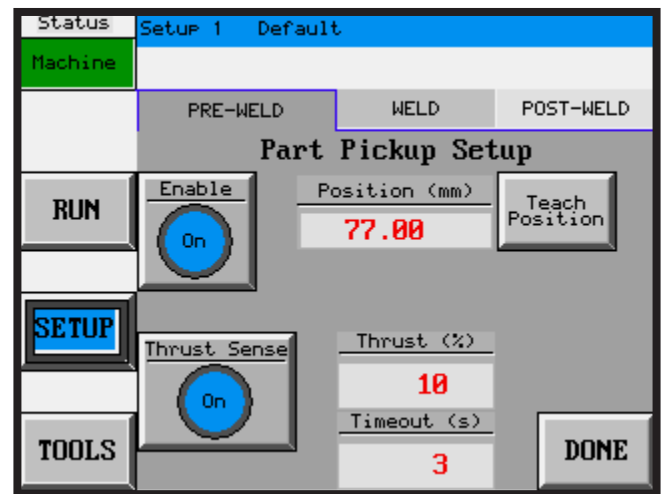 Status
Setup 1 Default
Machine
PRE-WELD
WELD
POST-WELD
Part Pickup Setup
RUN
Enable
On
Position (mm)
77.00
Teach
Position
SETUP
Thrust Sense
On
Thrust (%)
10
Timeout (s)
3
TOOLS
DONE